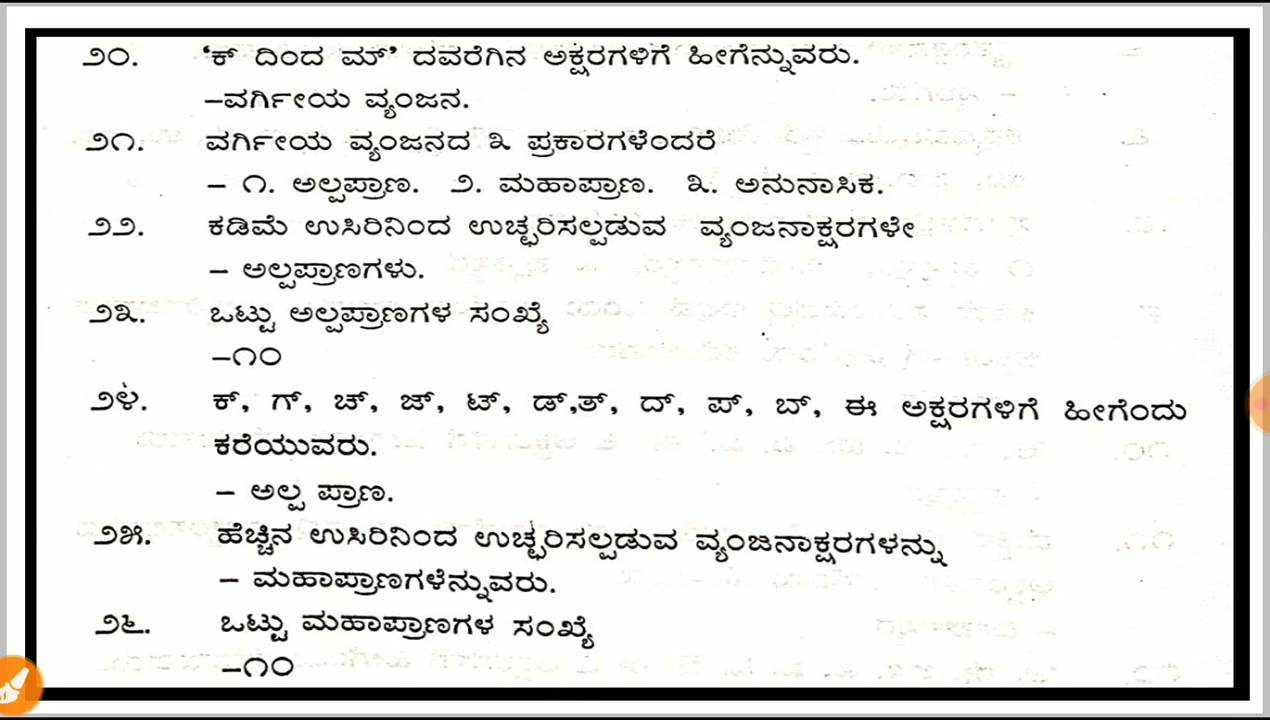 ೨೦. ‘ಕ್ ದಿಂದ ಮ್’ ದವರೆಗಿನ ಅಕ್ಷರಗಳಿಗೆ ಹೀಗೆನ್ನುವರು.
–ವರ್ಗೀಯ ವ್ಯಂಜನ.
೨೧. ವರ್ಗೀಯ ವ್ಯಂಜನದ ೩ ಪ್ರಕಾರಗಳೆಂದರೆ
– ೧. ಅಲ್ಪಪ್ರಾಣ. ೨. ಮಹಾಪ್ರಾಣ. ೩. ಅನುನಾಸಿಕ.
೨೨. ಕಡಿಮೆ ಉಸಿರಿನಿಂದ ಉಚ್ಛರಿಸಲ್ಪಡುವ ವ್ಯಂಜನಾಕ್ಷರಗಳೇ
– ಅಲ್ಪಪ್ರಾಣಗಳು.
೨೩. ಒಟ್ಟು ಅಲ್ಪಪ್ರಾಣಗಳ ಸಂಖ್ಯೆ
–೧೦
೨೪. ಕ್, ಗ್, ಚ್, ಜ್, ಟ್, ಡ್,ತ್, ದ್, ಪ್, ಬ್, ಈ ಅಕ್ಷರಗಳಿಗೆ ಹೀಗೆಂದು
ಕರೆಯುವರು.
– ಅಲ್ಪ ಪ್ರಾಣ.
೨೫. ಹೆಚ್ಚಿನ ಉಸಿರಿನಿಂದ ಉಚ್ಛರಿಸಲ್ಪಡುವ ವ್ಯಂಜನಾಕ್ಷರಗಳನ್ನು
– ಮಹಾಪ್ರಾಣಗಳೆನ್ನುವರು.
೨೬. ಒಟ್ಟು ಮಹಾಪ್ರಾಣಗಳ ಸಂಖ್ಯೆ
–೧೦